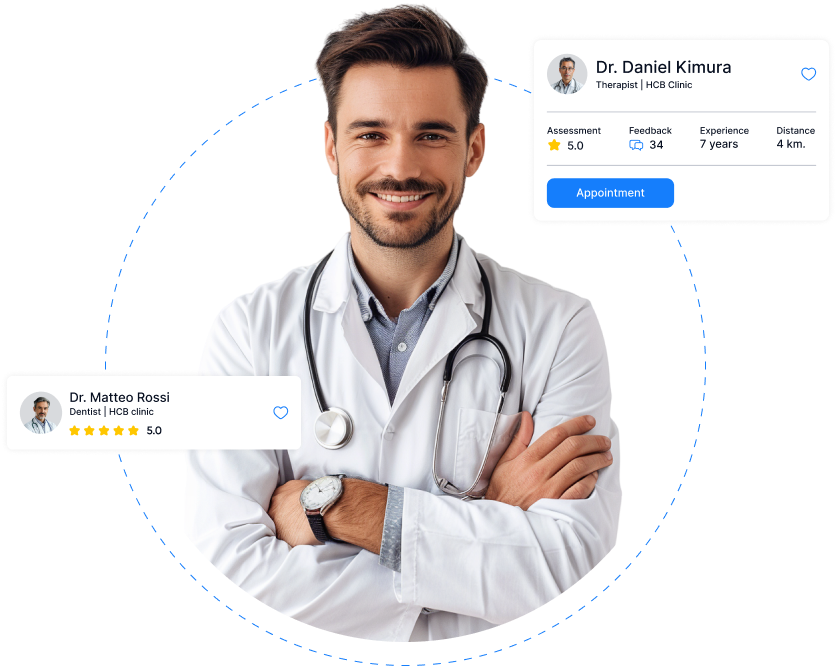 Dr. Daniel Kimura
Therapist | HCB Clinic
Assessment Feedback Experience Distance
5.0 34 7 years 4 km.
Appointment
Dr. Matteo Rossi
Dentist | HCB clinic
5.0